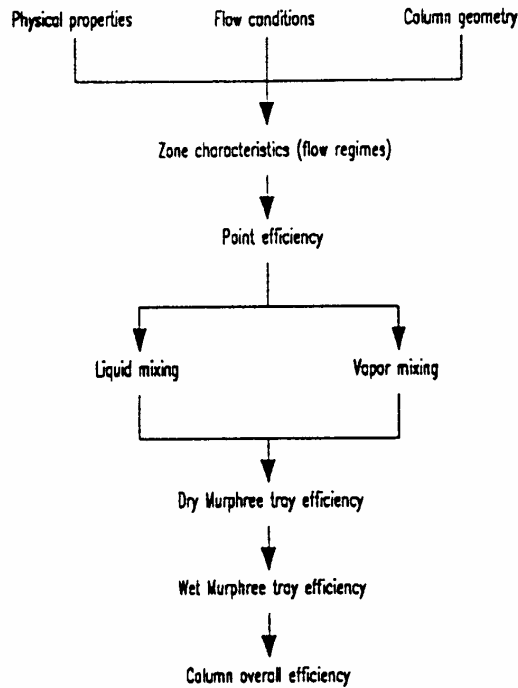 Physical properties
Flow conditions
Column geometry
Zone characteristics (flow regimes)
Point efficiency
Liquid mixing
Vapor mixing
Dry Murphree tray efficiency
Wet Murphree tray efficiency
Column overall efficiency